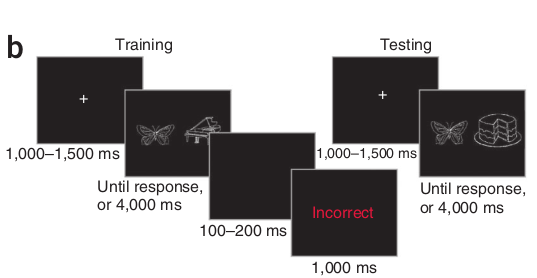 b
Training
Testing
+
+
1,000–1,500 ms
1,000–1,500 ms
Until response,
or 4,000 ms
Until response,
or 4,000 ms
100–200 ms
Incorrect
1,000 ms